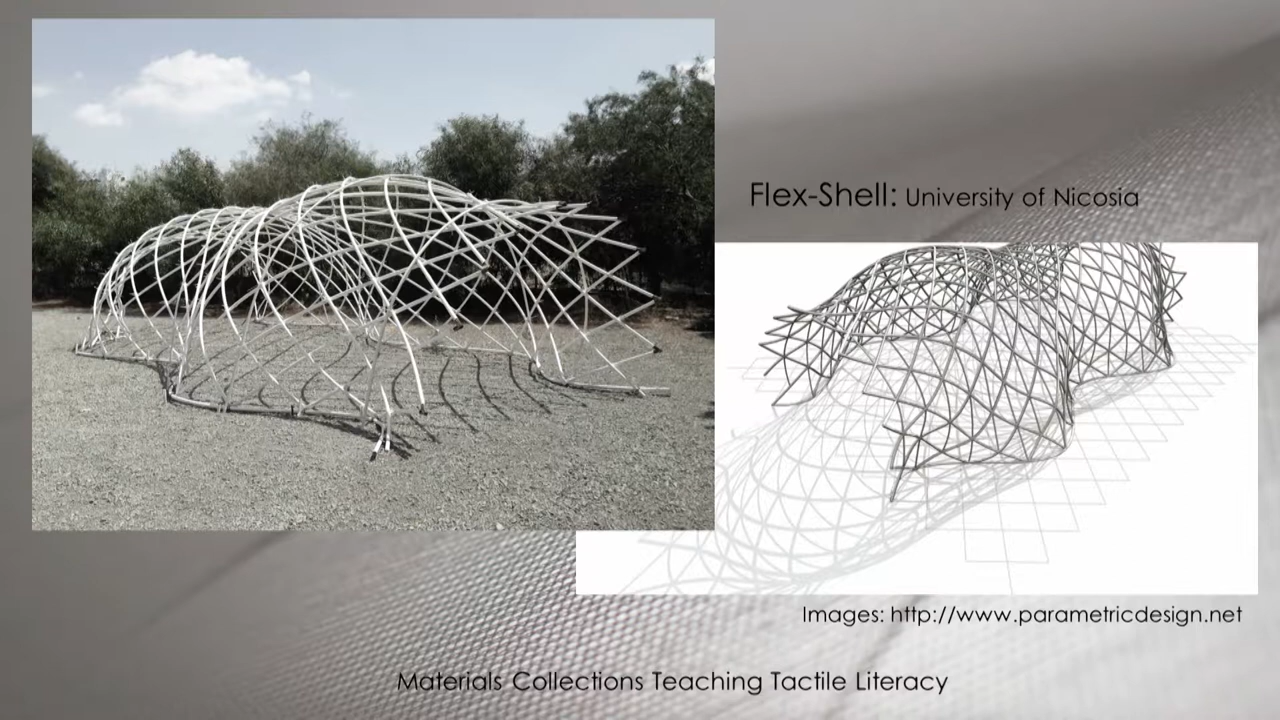 Flex-Shell: University of Nicosia
Images: http://www.parametricdesign.net
Materials Collections Teaching Tactile Literacy